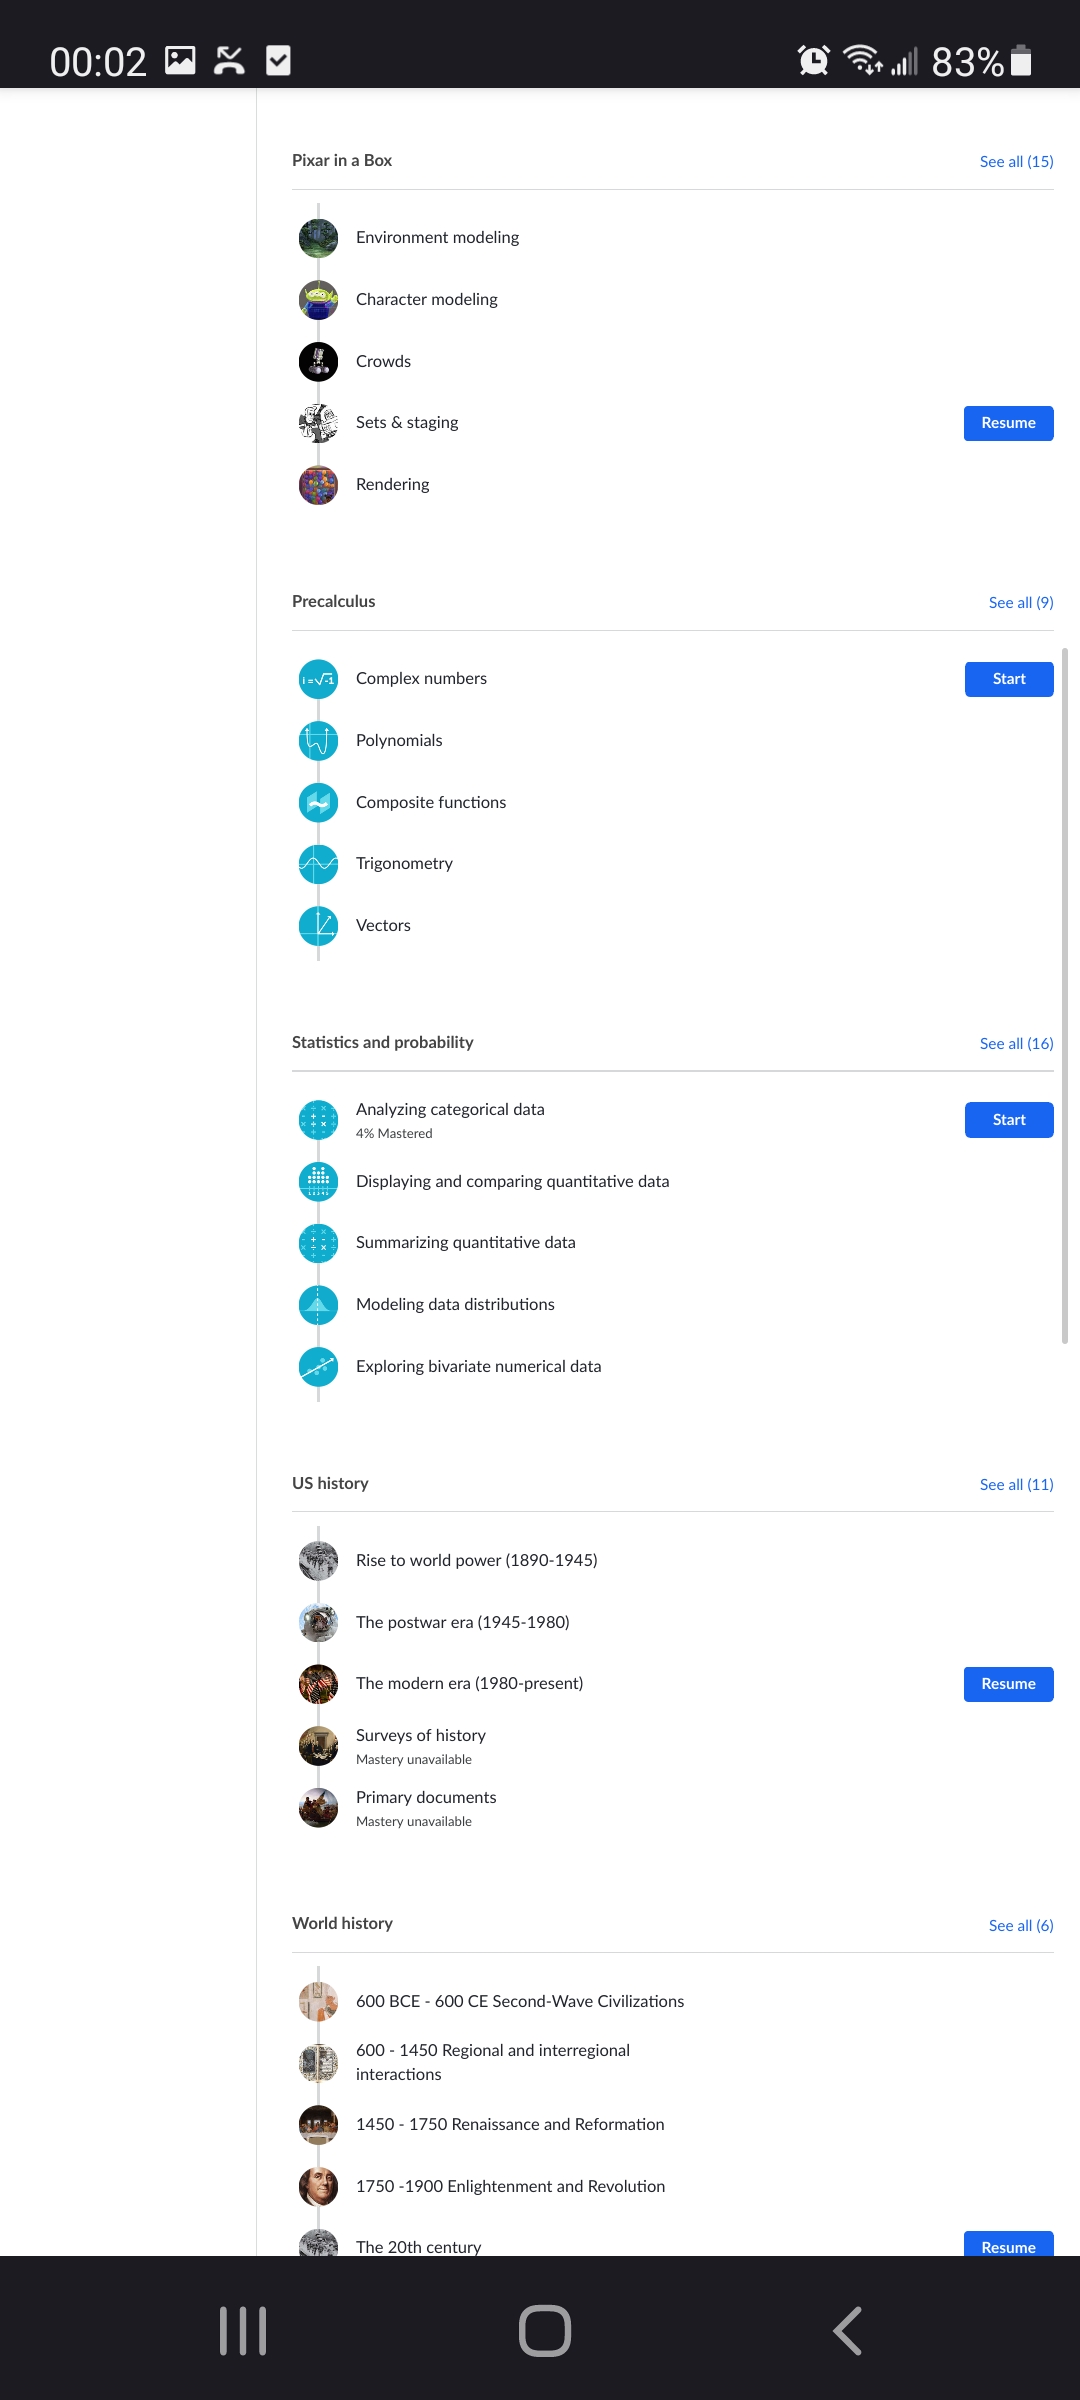 00:02
83%
Pixar in a Box
See all (15)
Environment modeling
Character modeling
Crowds
Sets & staging
Resume
Rendering
Precalculus
See all (9)
i = √-1
Complex numbers
Start
Polynomials
Composite functions
Trigonometry
Vectors
Statistics and probability
See all (16)
Analyzing categorical data
Start
4% Mastered
Displaying and comparing quantitative data
Summarizing quantitative data
Modeling data distributions
Exploring bivariate numerical data
US history
See all (11)
Rise to world power (1890-1945)
The postwar era (1945-1980)
The modern era (1980-present)
Resume
Surveys of history
Mastery unavailable
Primary documents
Mastery unavailable
World history
See all (6)
600 BCE - 600 CE Second-Wave Civilizations
600 - 1450 Regional and interregional
interactions
1450 - 1750 Renaissance and Reformation
1750 -1900 Enlightenment and Revolution
The 20th century
Resume